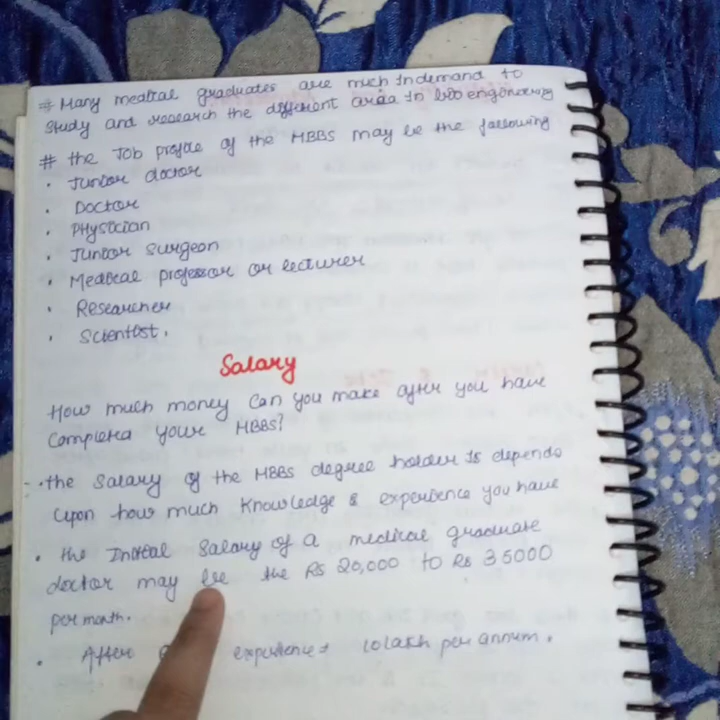 # Many medical graduates are much In demand to
study and research the different area In bio engineering
# the Job profile of the MBBS may be the following
• Junior doctor
• Doctor
• Physician
• Junior surgeon
• Medical professor or lecturer
• Researcher
• Scientist.
Salary
How much money can you make after you have
Completed your MBBS?
• the Salary of the MBBS degree holder Is depends
upon how much Knowledge & experience you have
• the Initial Salary of a medical graduate
doctor may be the Rs 20,000 to Rs 35000
per month.
• After experience 10 lakh per annum.